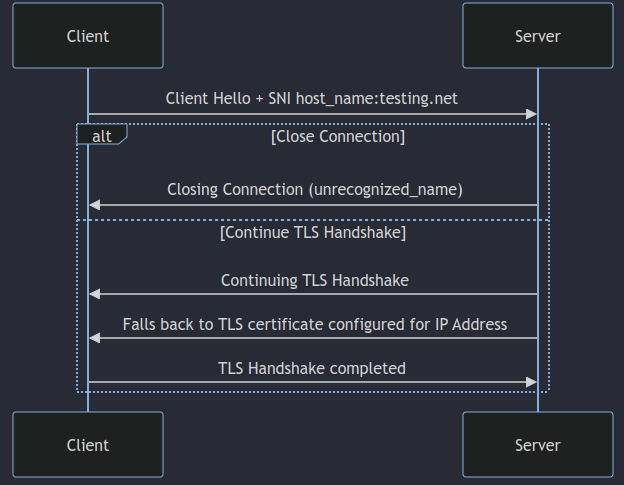 Client
Server
Client Hello + SNI host_name:testing.net
alt
[Close Connection]
Closing Connection (unrecognized_name)
[Continue TLS Handshake]
Continuing TLS Handshake
Falls back to TLS certificate configured for IP Address
TLS Handshake completed
Client
Server